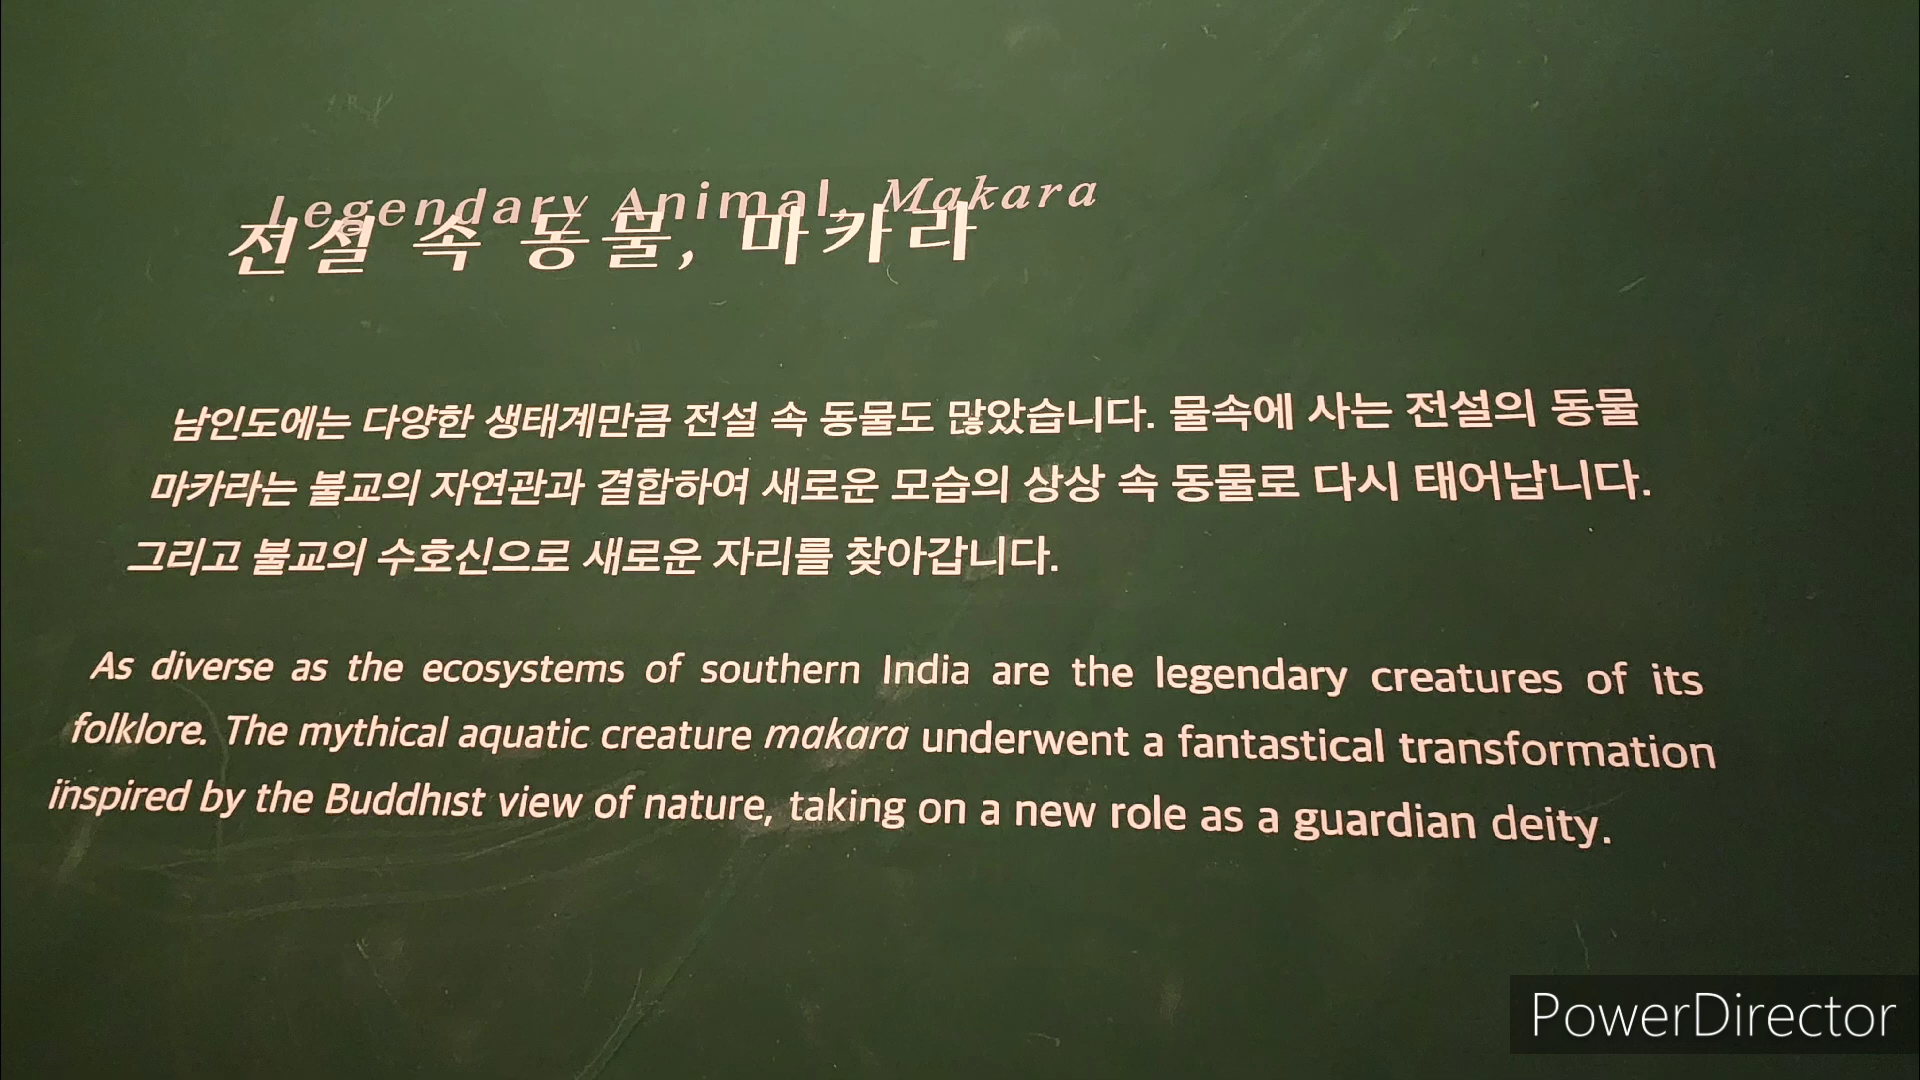 Legendary Animal, Makara
전설 속 동물, 마카라
남인도에는 다양한 생태계만큼 전설 속 동물도 많았습니다. 물속에 사는 전설의 동물
마카라는 불교의 자연관과 결합하여 새로운 모습의 상상 속 동물로 다시 태어납니다.
그리고 불교의 수호신으로 새로운 자리를 찾아갑니다.
As diverse as the ecosystems of southern India are the legendary creatures of its
folklore. The mythical aquatic creature makara underwent a fantastical transformation
inspired by the Buddhist view of nature, taking on a new role as a guardian deity.
PowerDirector